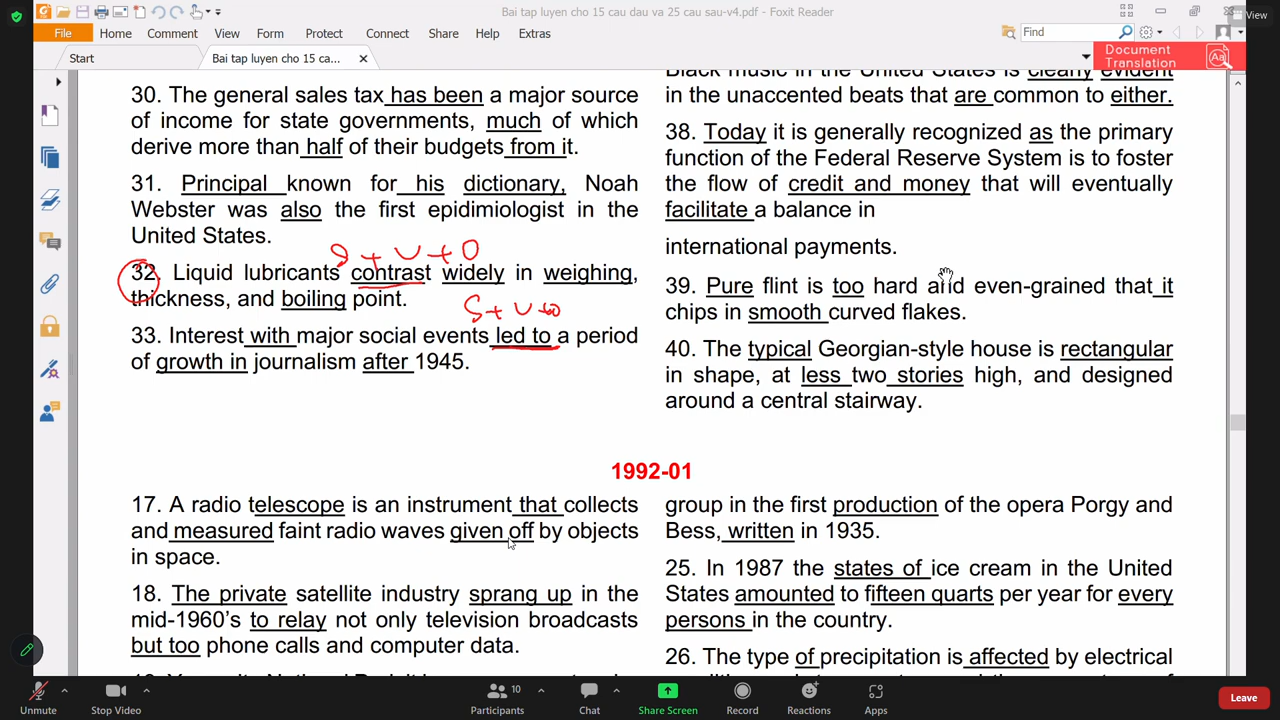 Bai tap luyen cho 15 cau dau va 25 cau sau-v4.pdf - Foxit Reader
View
File Home Comment View Form Protect Connect Share Help Extras
Find
Start
Bai tap luyen cho 15 ca...
Document
Translation
30. The general sales tax has been a major source
of income for state governments, much of which
derive more than half of their budgets from it.
31. Principal known for his dictionary, Noah
Webster was also the first epidimiologist in the
United States.
S + V + O
32. Liquid lubricants contrast widely in weighing,
thickness, and boiling point.
S + V + O
33. Interest with major social events led to a period
of growth in journalism after 1945.
Black music in the United States is clearly evident
in the unaccented beats that are common to either.
38. Today it is generally recognized as the primary
function of the Federal Reserve System is to foster
the flow of credit and money that will eventually
facilitate a balance in
international payments.
39. Pure flint is too hard and even-grained that it
chips in smooth curved flakes.
40. The typical Georgian-style house is rectangular
in shape, at less two stories high, and designed
around a central stairway.
1992-01
17. A radio telescope is an instrument that collects
and measured faint radio waves given off by objects
in space.
18. The private satellite industry sprang up in the
mid-1960's to relay not only television broadcasts
but too phone calls and computer data.
group in the first production of the opera Porgy and
Bess, written in 1935.
25. In 1987 the states of ice cream in the United
States amounted to fifteen quarts per year for every
persons in the country.
26. The type of precipitation is affected by electrical
Unmute
Stop Video
10
Participants
Chat
Share Screen
Record
Reactions
Apps
Leave